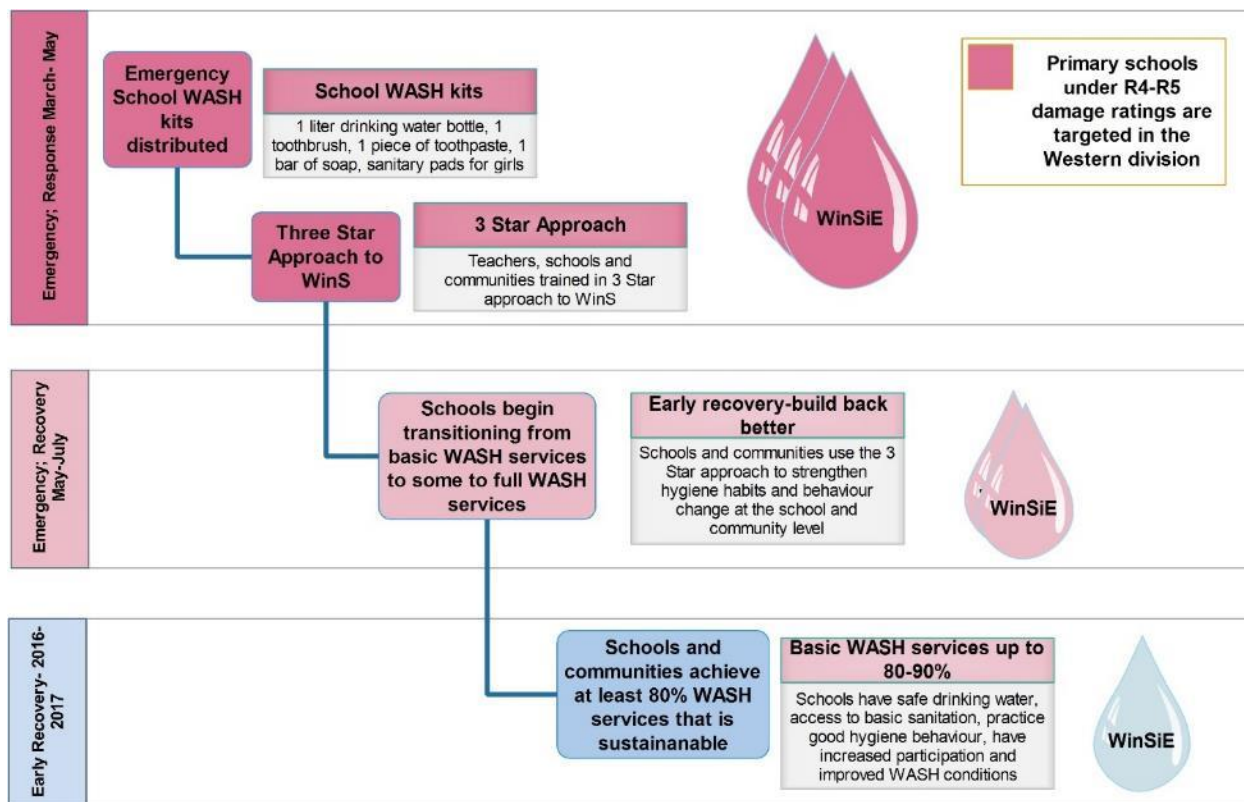 Emergency; Response March- May
Emergency
School WASH
kits
distributed
School WASH kits
1 liter drinking water bottle, 1
toothbrush, 1 piece of toothpaste, 1
bar of soap, sanitary pads for girls
Three Star
Approach to
WinS
3 Star Approach
Teachers, schools and
communities trained in 3 Star
approach to WinS
WinSiE
Primary schools
under R4-R5
damage ratings are
targeted in the
Western division
Emergency; Recovery
May-July
Schools begin
transitioning from
basic WASH services
to some to full WASH
services
Early recovery-build back
better
Schools and communities use the 3
Star approach to strengthen
hygiene habits and behaviour
change at the school and
community level
WinSiE
Early Recovery- 2016-
2017
Schools and
communities achieve
at least 80% WASH
services that is
sustainanable
Basic WASH services up to
80-90%
Schools have safe drinking water,
access to basic sanitation, practice
good hygiene behaviour, have
increased participation and
improved WASH conditions
WinSiE